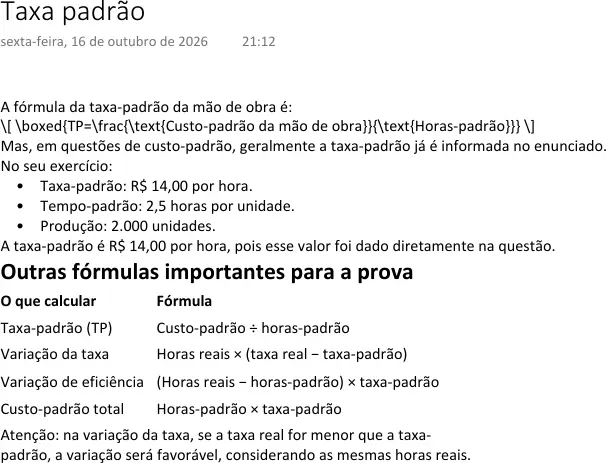 Taxa padrão
sexta-feira, 16 de outubro de 2026 21:12
A fórmula da taxa-padrão da mão de obra é:
\[ \boxed{TP=\frac{\text{Custo-padrão da mão de obra}}{\text{Horas-padrão}}} \]
Mas, em questões de custo-padrão, geralmente a taxa-padrão já é informada no enunciado.
No seu exercício:
• Taxa-padrão: R$ 14,00 por hora.
• Tempo-padrão: 2,5 horas por unidade.
• Produção: 2.000 unidades.
A taxa-padrão é R$ 14,00 por hora, pois esse valor foi dado diretamente na questão.
Outras fórmulas importantes para a prova
O que calcular Fórmula
Taxa-padrão (TP) Custo-padrão ÷ horas-padrão
Variação da taxa Horas reais × (taxa real − taxa-padrão)
Variação de eficiência (Horas reais − horas-padrão) × taxa-padrão
Custo-padrão total Horas-padrão × taxa-padrão
Atenção: na variação da taxa, se a taxa real for menor que a taxa-
padrão, a variação será favorável, considerando as mesmas horas reais.